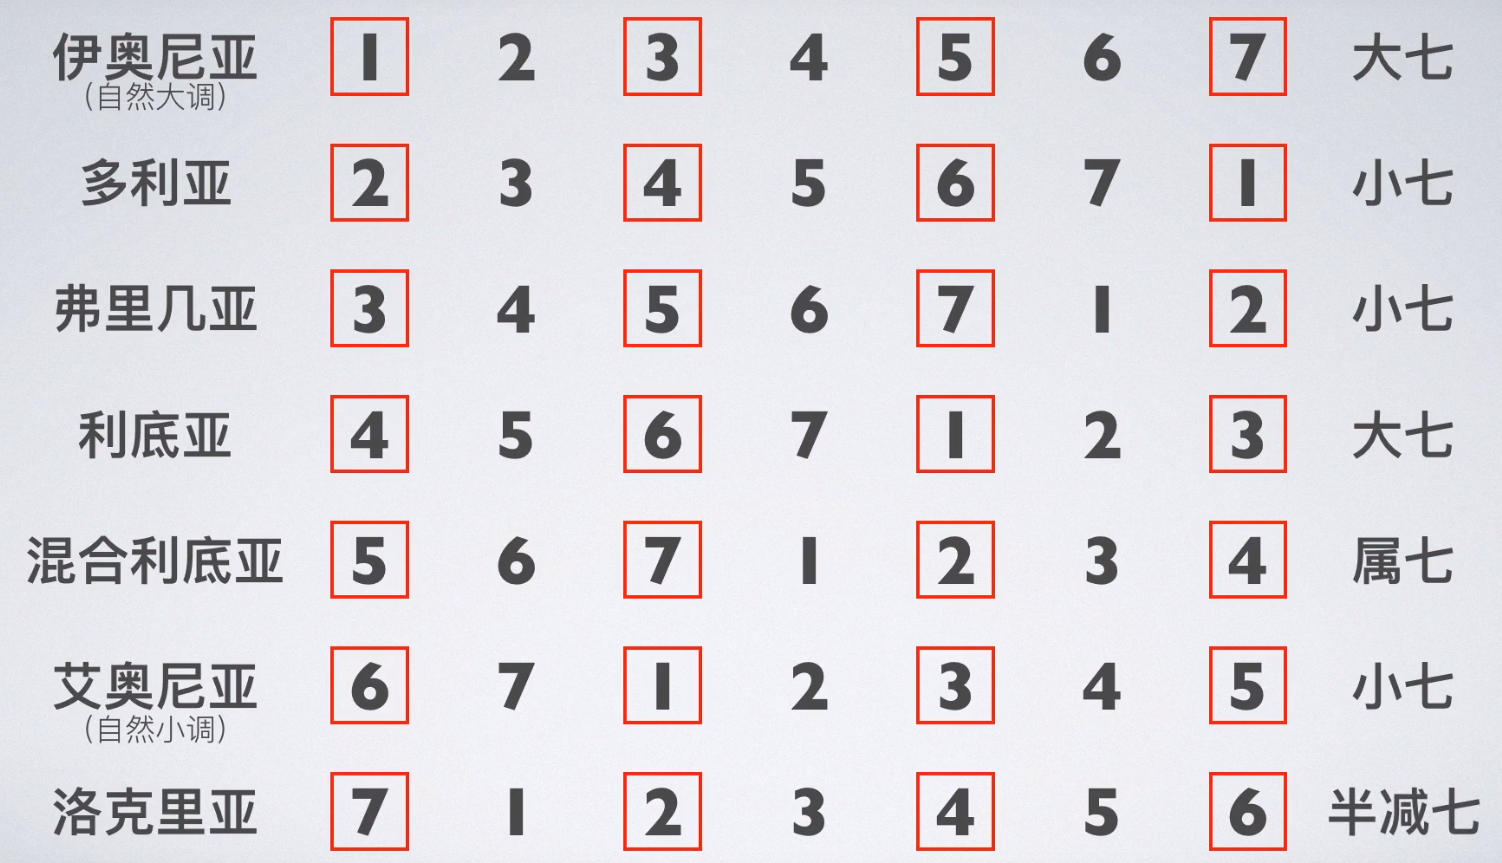 伊奥尼亚 1 2 3 4 5 6 7 大七
(自然大调)
多利亚 2 3 4 5 6 7 1 小七
弗里几亚 3 4 5 6 7 1 2 小七
利底亚 4 5 6 7 1 2 3 大七
混合利底亚 5 6 7 1 2 3 4 属七
艾奥尼亚 6 7 1 2 3 4 5 小七
(自然小调)
洛克里亚 7 1 2 3 4 5 6 半减七